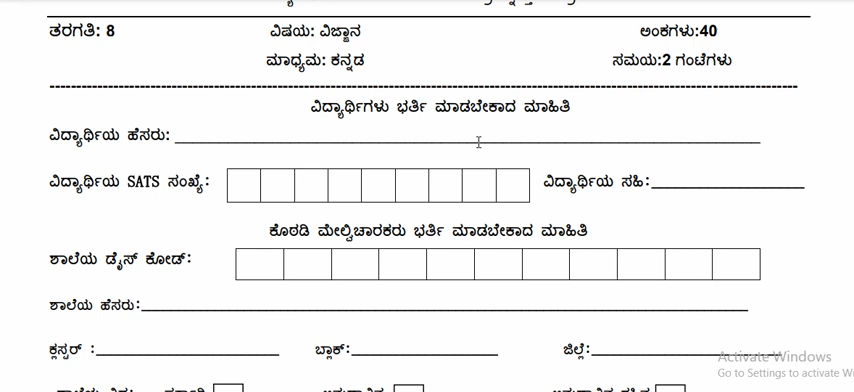 ತರಗತಿ: 8 ವಿಷಯ: ವಿಜ್ಞಾನ ಅಂಕಗಳು:40
ಮಾಧ್ಯಮ: ಕನ್ನಡ ಸಮಯ:2 ಗಂಟೆಗಳು
ವಿದ್ಯಾರ್ಥಿಗಳು ಭರ್ತಿ ಮಾಡಬೇಕಾದ ಮಾಹಿತಿ
ವಿದ್ಯಾರ್ಥಿಯ ಹೆಸರು:
ವಿದ್ಯಾರ್ಥಿಯ SATS ಸಂಖ್ಯೆ: ವಿದ್ಯಾರ್ಥಿಯ ಸಹಿ:
ಕೊಠಡಿ ಮೇಲ್ವಿಚಾರಕರು ಭರ್ತಿ ಮಾಡಬೇಕಾದ ಮಾಹಿತಿ
ಶಾಲೆಯ ಡೈಸ್ ಕೋಡ್:
ಶಾಲೆಯ ಹೆಸರು:
ಕ್ಲಸ್ಟರ್ : ಬ್ಲಾಕ್: ಜಿಲ್ಲೆ:
Activate Windows
Go to Settings to activate Wi